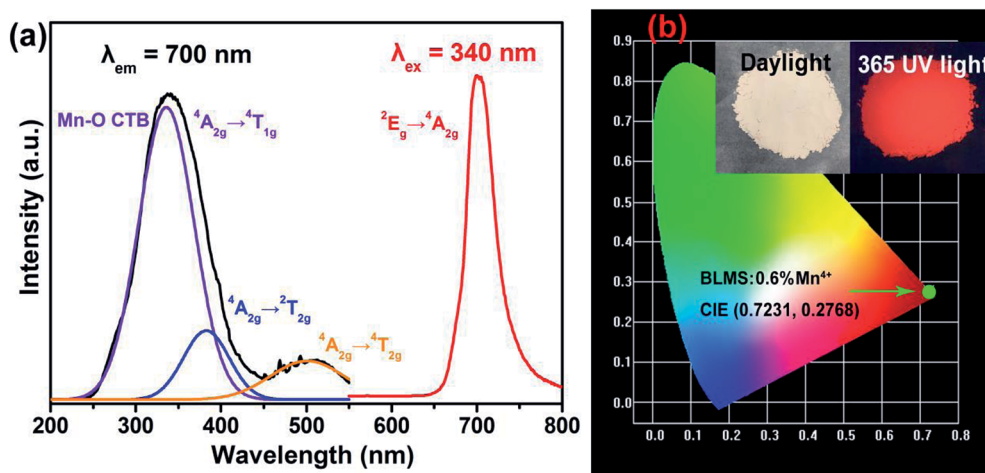 (a)
λem = 700 nm
λex = 340 nm
Mn-O CTB
⁴A₂g→⁴T₁g
²Eg→⁴A₂g
⁴A₂g→²T₂g
⁴A₂g→⁴T₂g
Intensity (a.u.)
200 300 400 500 600 700 800
Wavelength (nm)
(b)
Daylight
365 UV light
0.9
0.8
0.7
0.6
0.5
0.4
0.3
0.2
0.1
0.0
BLMS:0.6%Mn⁴⁺
CIE (0.7231, 0.2768)
0.0 0.1 0.2 0.3 0.4 0.5 0.6 0.7 0.8